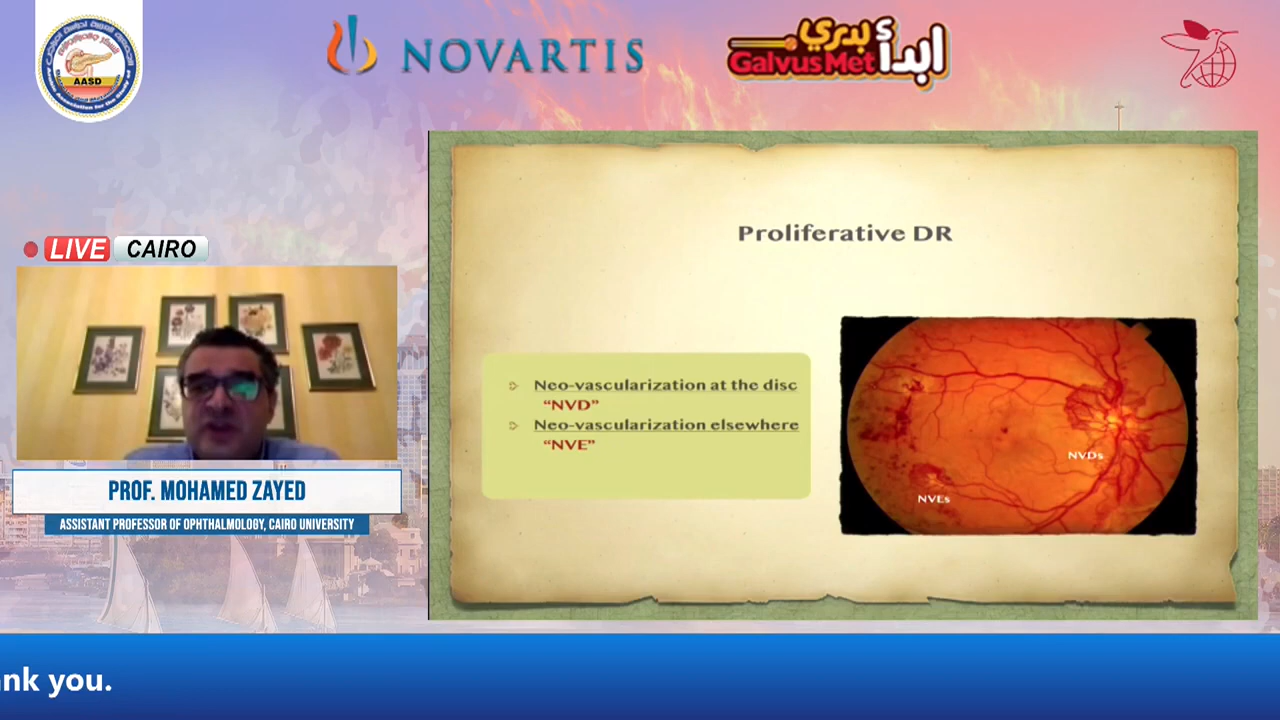 AASD
NOVARTIS
ابدأ بدري
GalvusMet
LIVE
CAIRO
PROF. MOHAMED ZAYED
ASSISTANT PROFESSOR OF OPHTHALMOLOGY, CAIRO UNIVERSITY
Proliferative DR
Neo-vascularization at the disc
“NVD”
Neo-vascularization elsewhere
“NVE”
NVDs
NVEs
nk you.